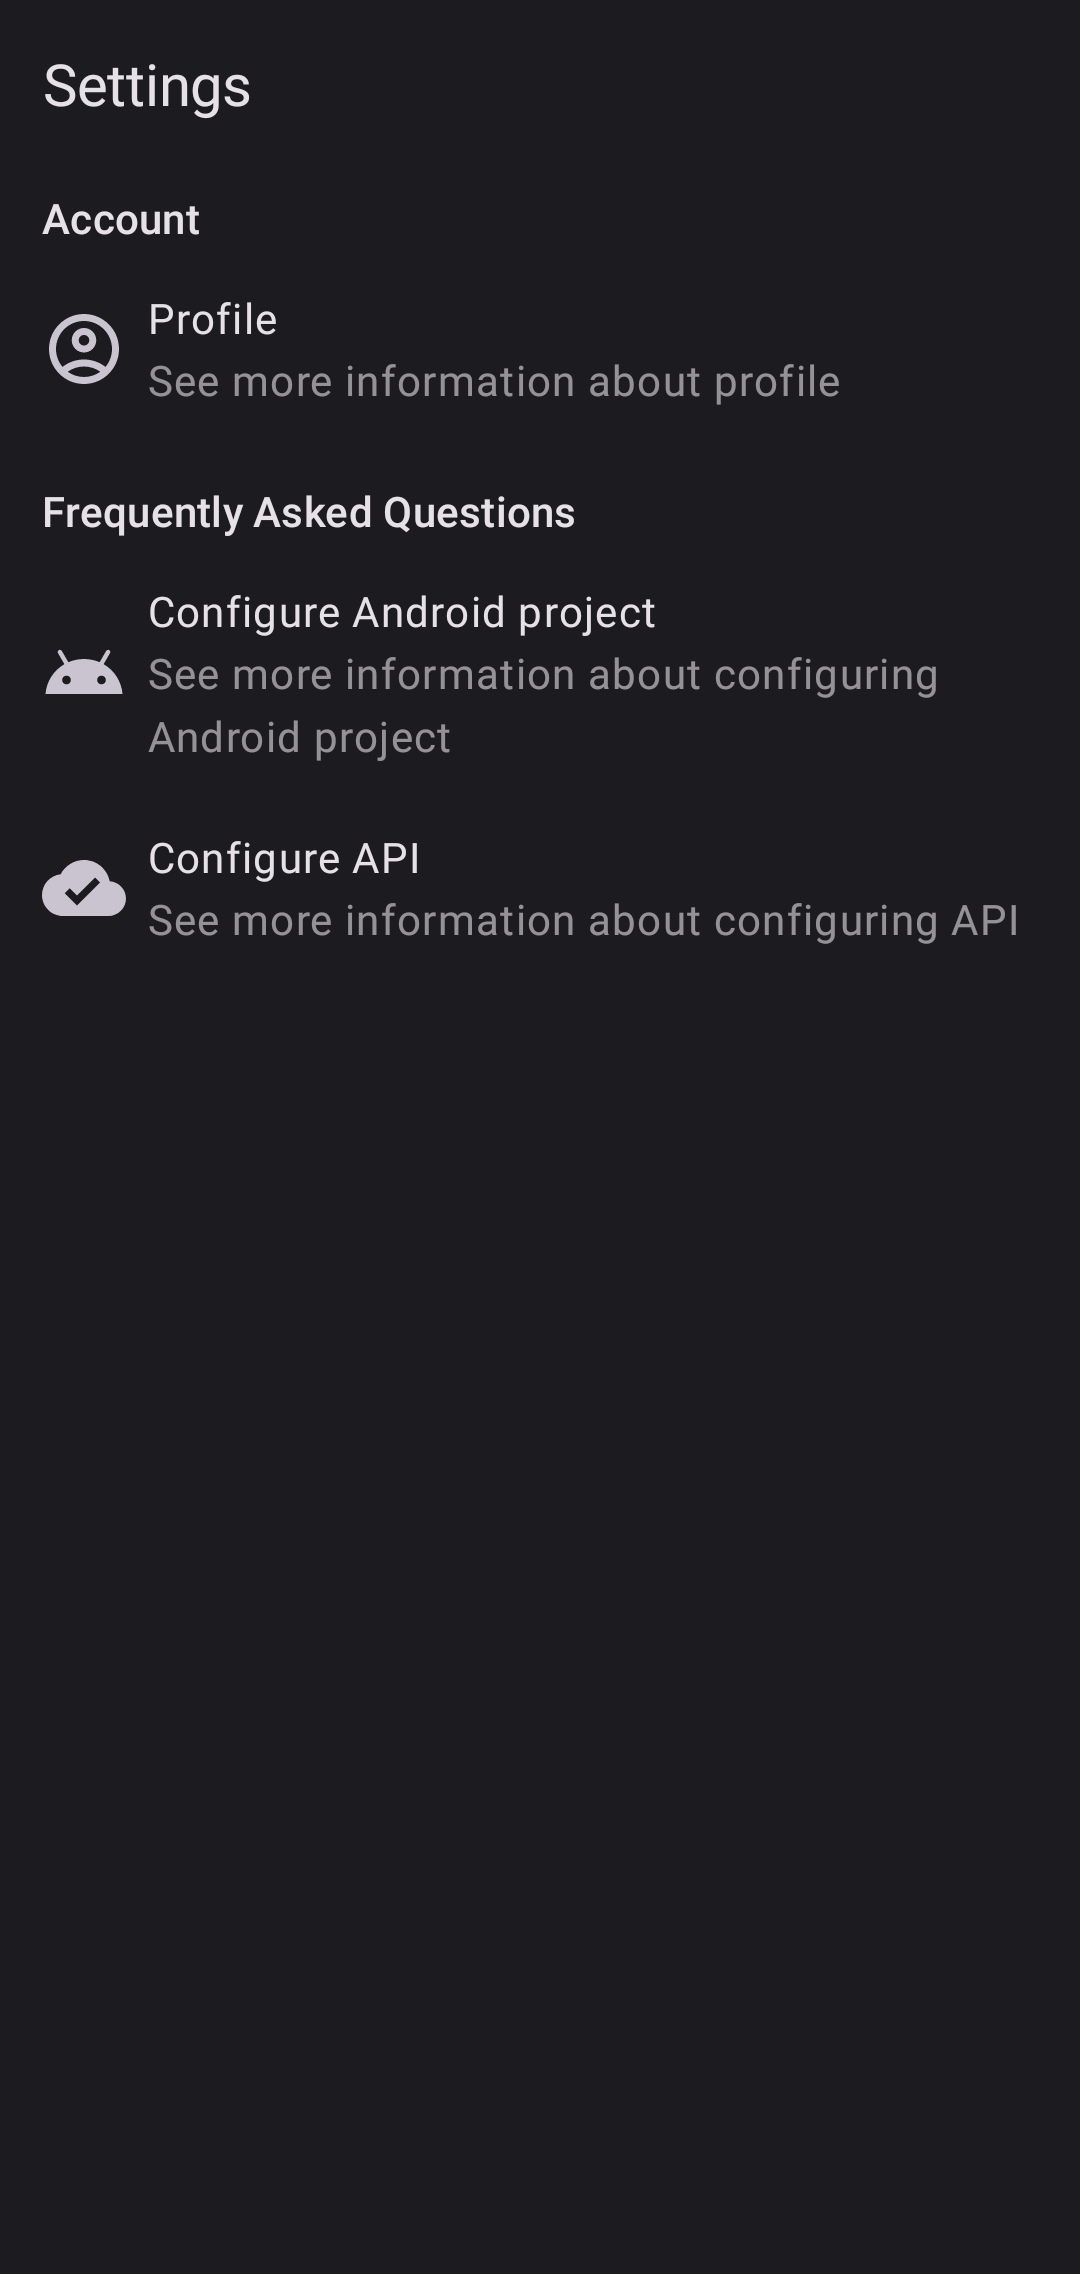 Settings
Account
Profile
See more information about profile
Frequently Asked Questions
Configure Android project
See more information about configuring
Android project
Configure API
See more information about configuring API